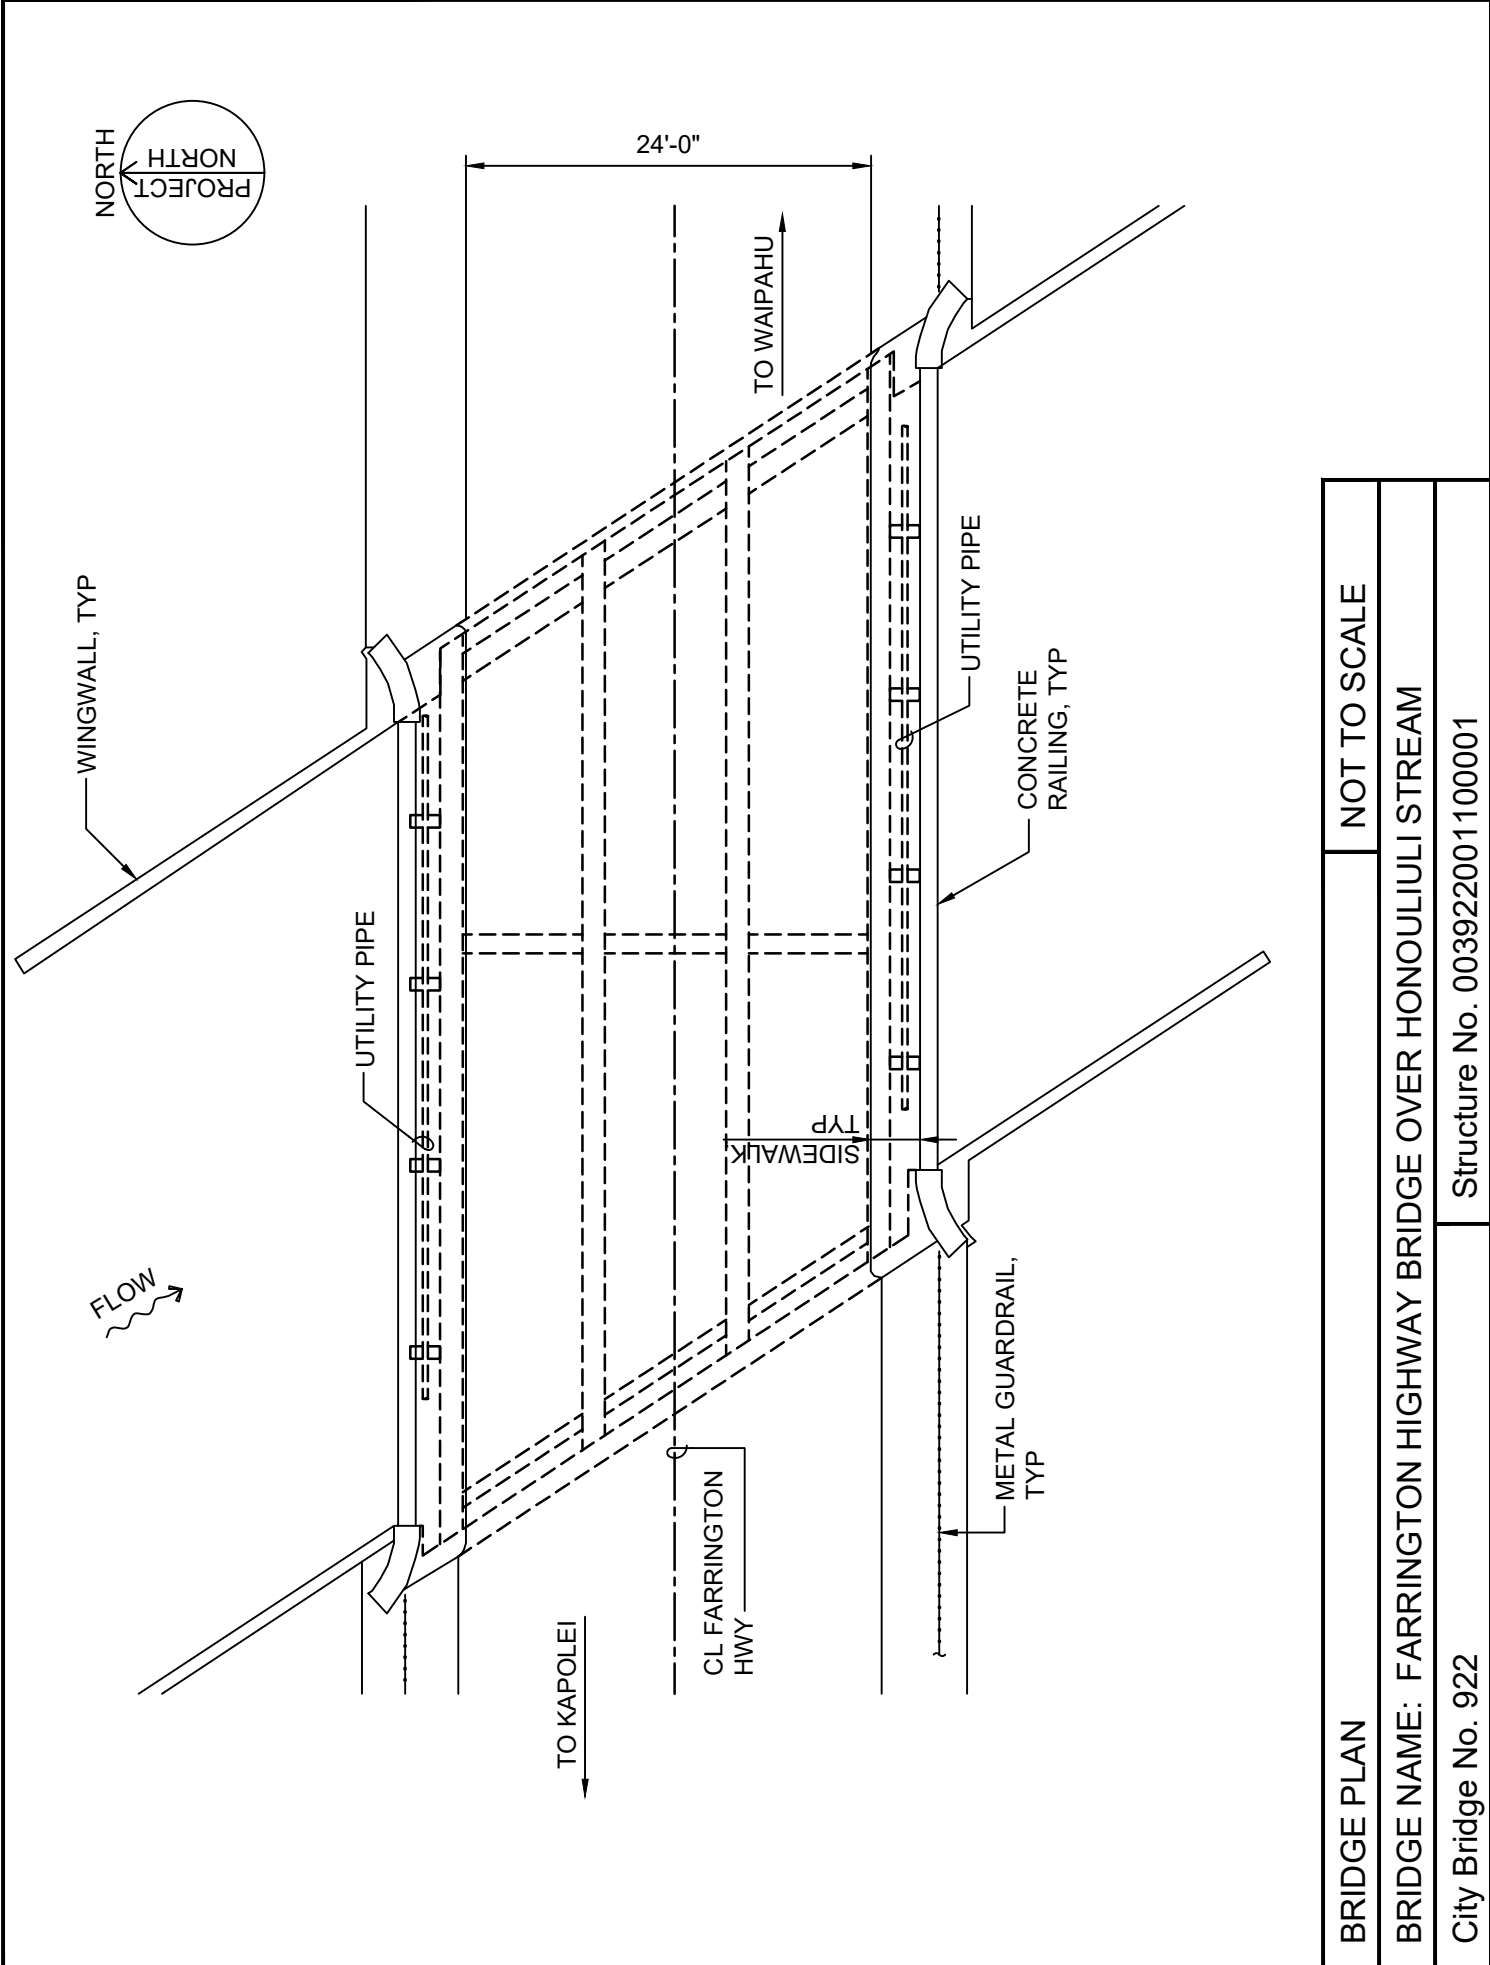 NORTH
PROJECT
NORTH
24'-0"
WINGWALL, TYP
TO WAIPAHU
UTILITY PIPE
UTILITY PIPE
CONCRETE
RAILING, TYP
SIDEWALK,
TYP
FLOW
METAL GUARDRAIL,
TYP
CL FARRINGTON
HWY
TO KAPOLEI
BRIDGE PLAN
NOT TO SCALE
BRIDGE NAME: FARRINGTON HIGHWAY BRIDGE OVER HONOULIULI STREAM
City Bridge No. 922
Structure No. 003922001100001